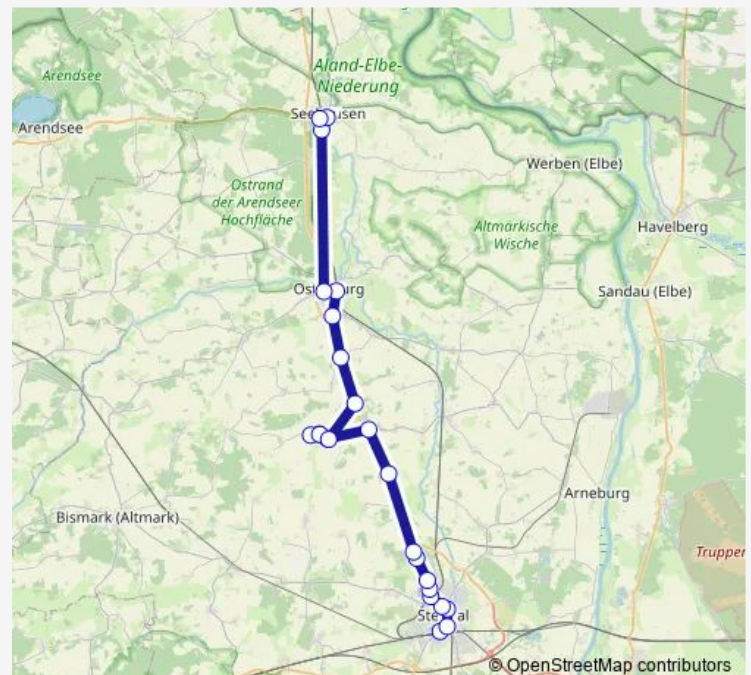 Arendsee
Aland-Elbe-
Niederung
Arendsee
Werben (Elbe)
Ostrand
der Arendseer
Hochfläche
Altmärkische
Wische
Havelberg
Sandau (Elbe)
Arneburg
Bismark (Altmark)
© OpenStreetMap contributors